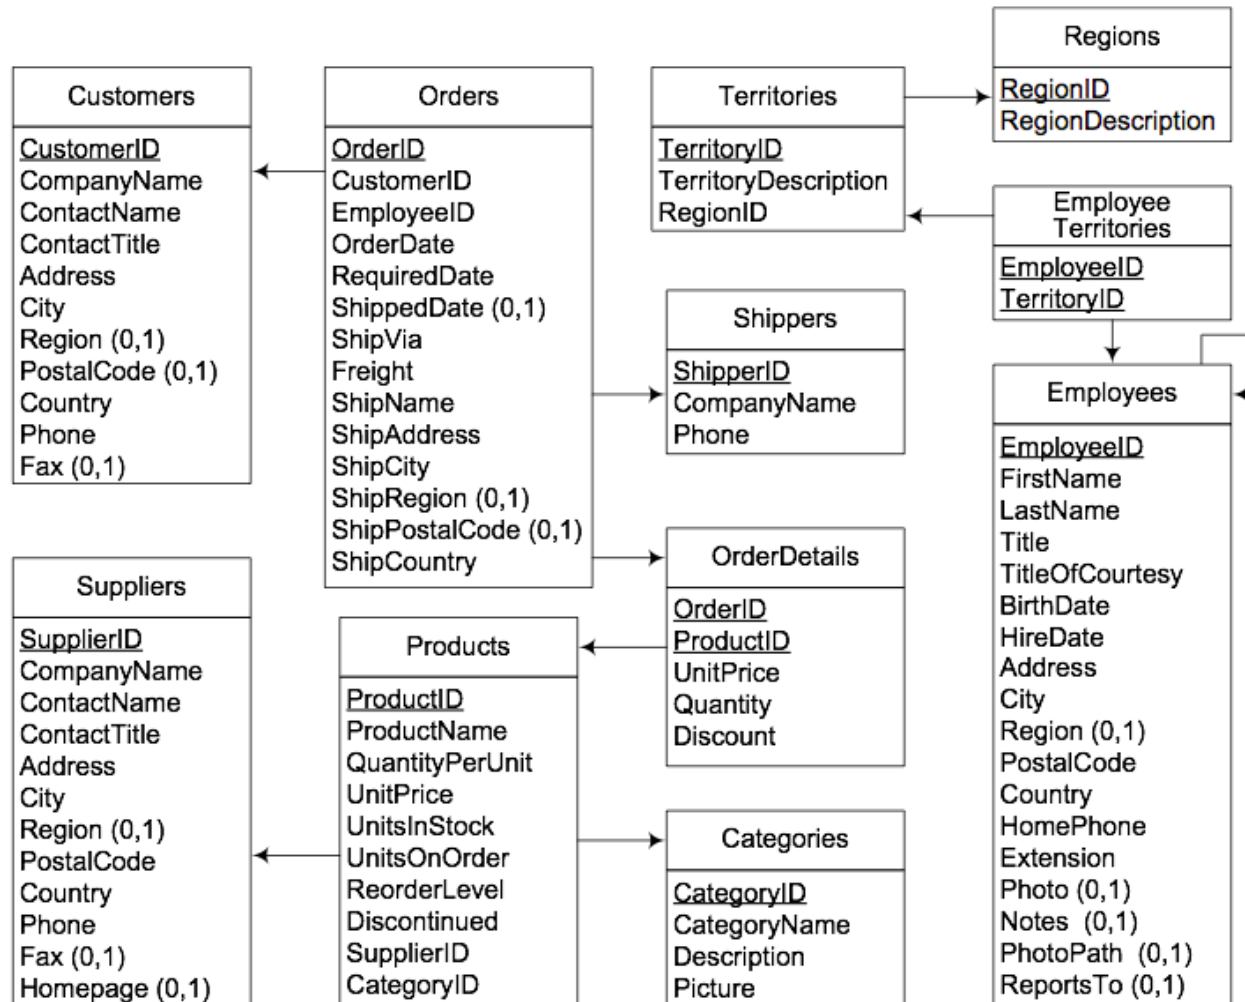 Customers
CustomerID
CompanyName
ContactName
ContactTitle
Address
City
Region (0,1)
PostalCode (0,1)
Country
Phone
Fax (0,1)
Orders
OrderID
CustomerID
EmployeeID
OrderDate
RequiredDate
ShippedDate (0,1)
ShipVia
Freight
ShipName
ShipAddress
ShipCity
ShipRegion (0,1)
ShipPostalCode (0,1)
ShipCountry
Territories
TerritoryID
TerritoryDescription
RegionID
Regions
RegionID
RegionDescription
Employee
Territories
EmployeeID
TerritoryID
Shippers
ShipperID
CompanyName
Phone
Employees
EmployeeID
FirstName
LastName
Title
TitleOfCourtesy
BirthDate
HireDate
Address
City
Region (0,1)
PostalCode
Country
HomePhone
Extension
Photo (0,1)
Notes (0,1)
PhotoPath (0,1)
ReportsTo (0,1)
OrderDetails
OrderID
ProductID
UnitPrice
Quantity
Discount
Suppliers
SupplierID
CompanyName
ContactName
ContactTitle
Address
City
Region (0,1)
PostalCode
Country
Phone
Fax (0,1)
Homepage (0,1)
Products
ProductID
ProductName
QuantityPerUnit
UnitPrice
UnitsInStock
UnitsOnOrder
ReorderLevel
Discontinued
SupplierID
CategoryID
Categories
CategoryID
CategoryName
Description
Picture